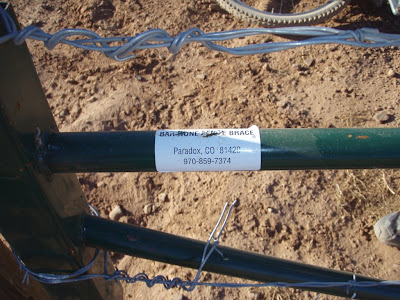 BAR-NONE FENCE BRACE
Paradox, CO 81429
970-859-7374